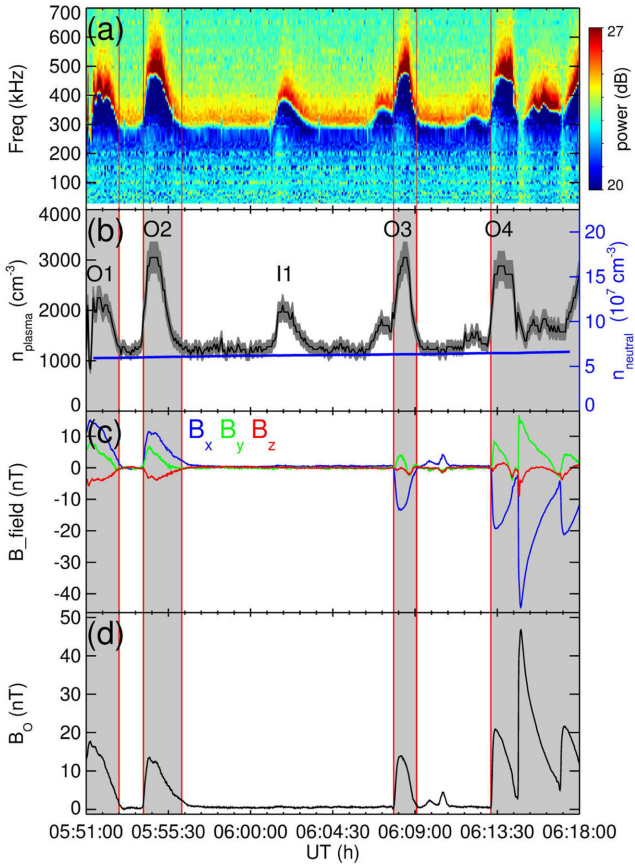 (a)
700
600
500
400
300
200
100
Freq (kHz)
27
20
power (dB)
(b)
4000
3000
2000
1000
0
n_plasma (cm⁻³)
O1
O2
I1
O3
O4
20
15
10
5
0
n_neutral (10⁷ cm⁻³)
(c)
B_x B_y B_z
10
0
-10
-20
-30
-40
B_field (nT)
(d)
50
40
30
20
10
0
B_O (nT)
05:51:00 05:55:30 06:00:00 06:04:30 06:09:00 06:13:30 06:18:00
UT (h)